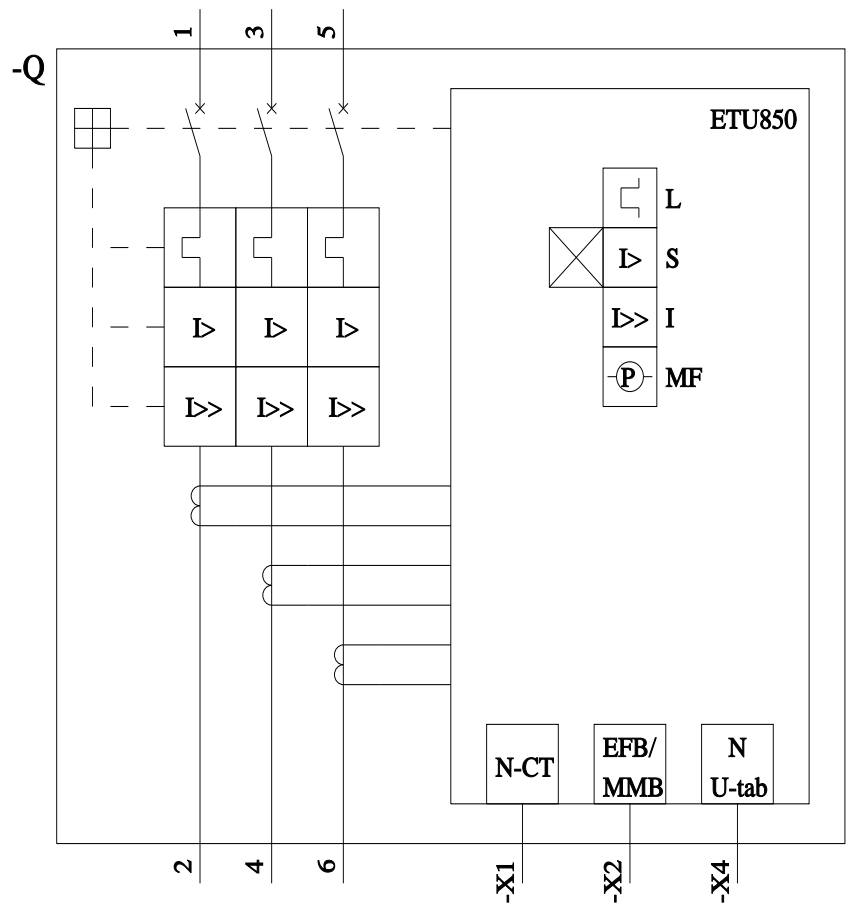 1 3 5
-Q
ETU850
L
I> S
I> I> I> I>> I
P MF
I>> I>> I>>
N-CT
EFB/
MMB
N
U-tab
2 4 6 -X1 -X2 -X4